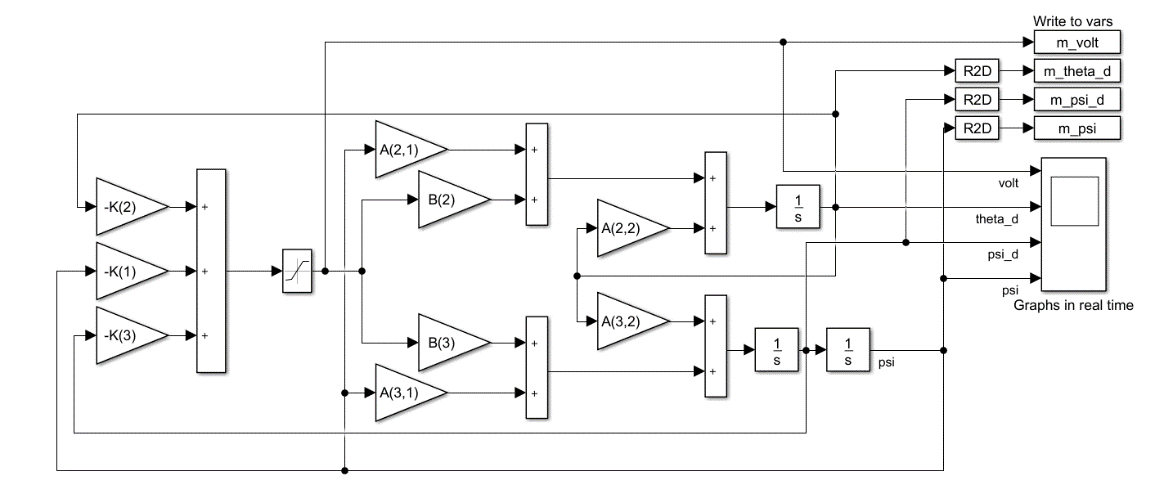 Write to vars
m_volt
R2D
m_theta_d
R2D
m_psi_d
R2D
m_psi
A(2,1)
+
+
B(2)
+
+
-K(2)
+
A(2,2)
+
1
s
volt
theta_d
psi_d
psi
Graphs in real time
-K(1)
+
-K(3)
+
B(3)
+
A(3,1)
+
A(3,2)
+
+
1
s
1
s
psi